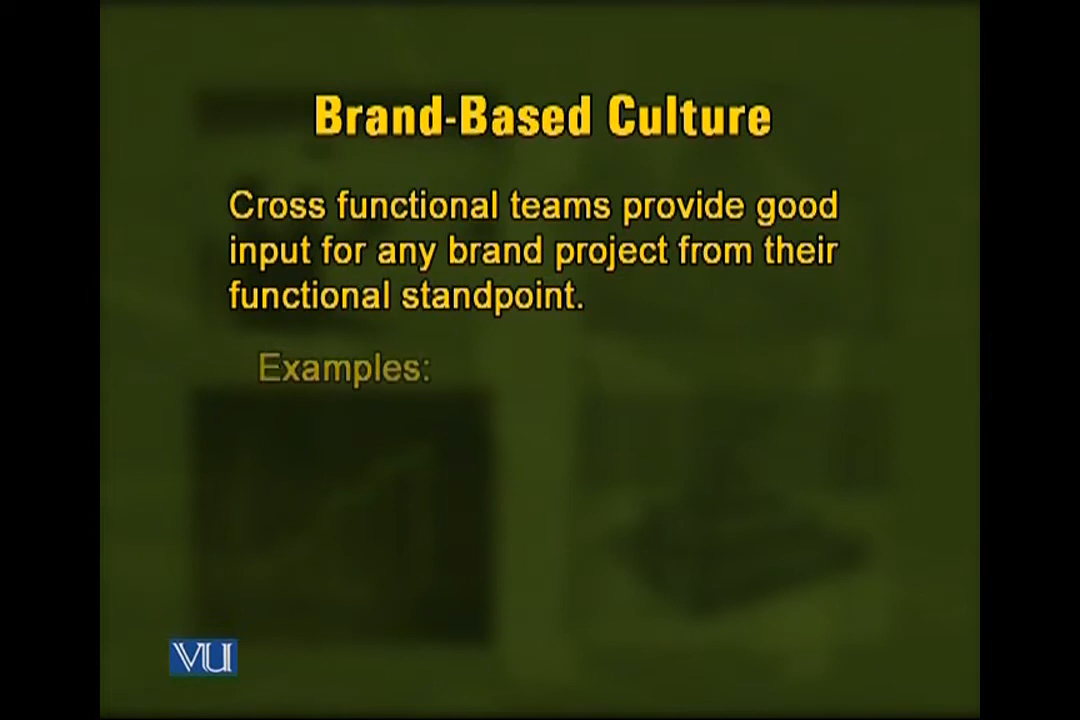 Brand-Based Culture
Cross functional teams provide good
input for any brand project from their
functional standpoint.
Examples:
VU